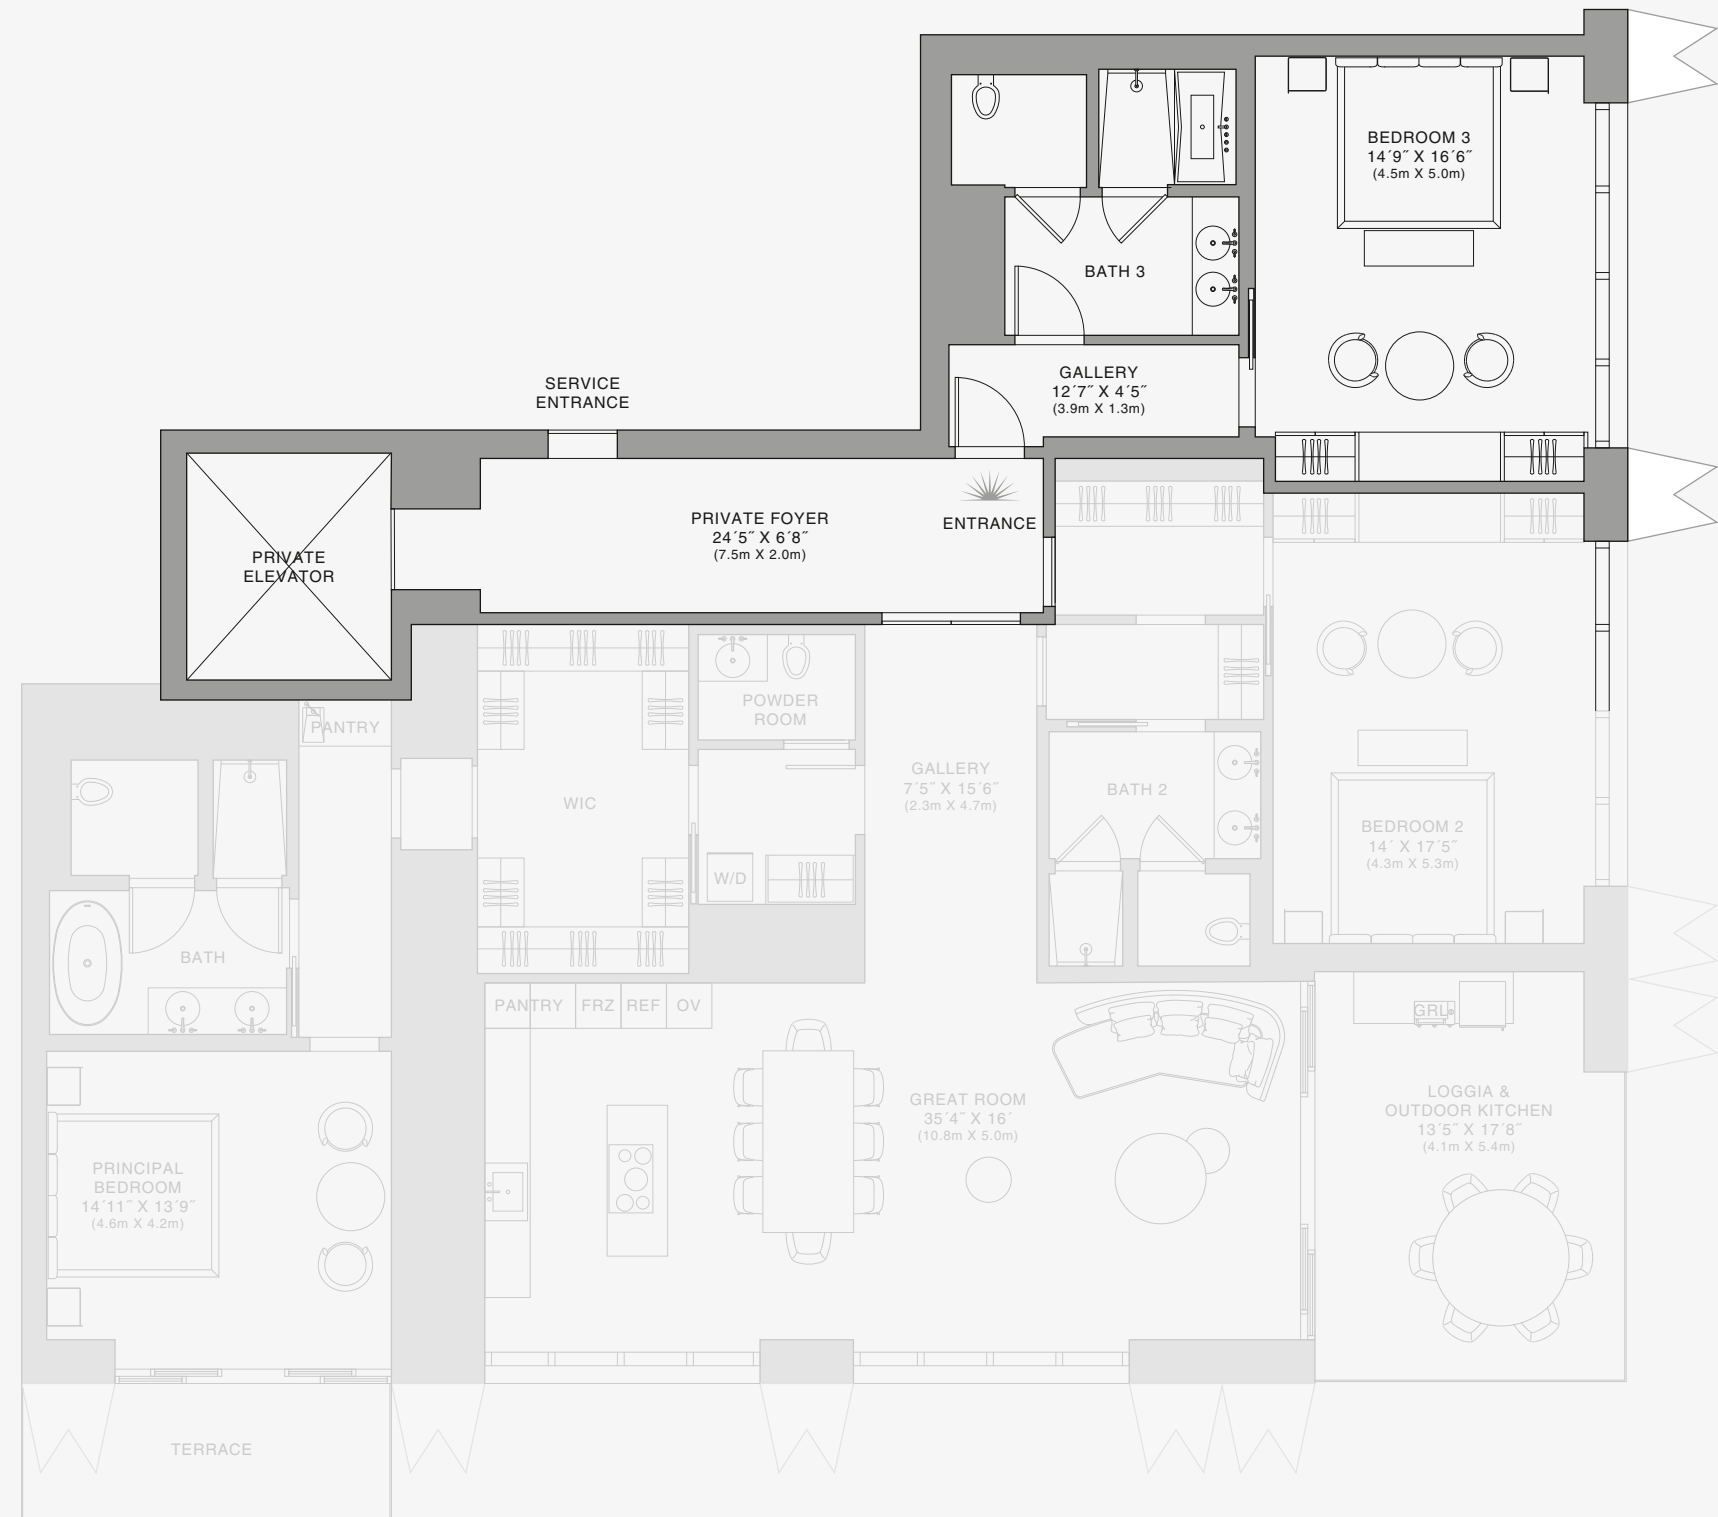 BEDROOM 3
14´9˝ X 16´6˝
(4.5m X 5.0m)
BATH 3
GALLERY
12´7˝ X 4´5˝
(3.9m X 1.3m)
SERVICE
ENTRANCE
PRIVATE FOYER
24´5˝ X 6´8˝
(7.5m X 2.0m)
ENTRANCE
PRIVATE
ELEVATOR
PANTRY
POWDER
ROOM
GALLERY
7´5˝ X 15´6˝
(2.3m X 4.7m)
BATH 2
WIC
BEDROOM 2
14´ X 17´5˝
(4.3m X 5.3m)
W/D
BATH
PANTRY
FRZ
REF
OV
GRL
GREAT ROOM
35´4˝ X 16´
(10.8m X 5.0m)
LOGGIA &
OUTDOOR KITCHEN
13´5˝ X 17´8˝
(4.1m X 5.4m)
PRINCIPAL
BEDROOM
14´11˝ X 13´9˝
(4.6m X 4.2m)
TERRACE